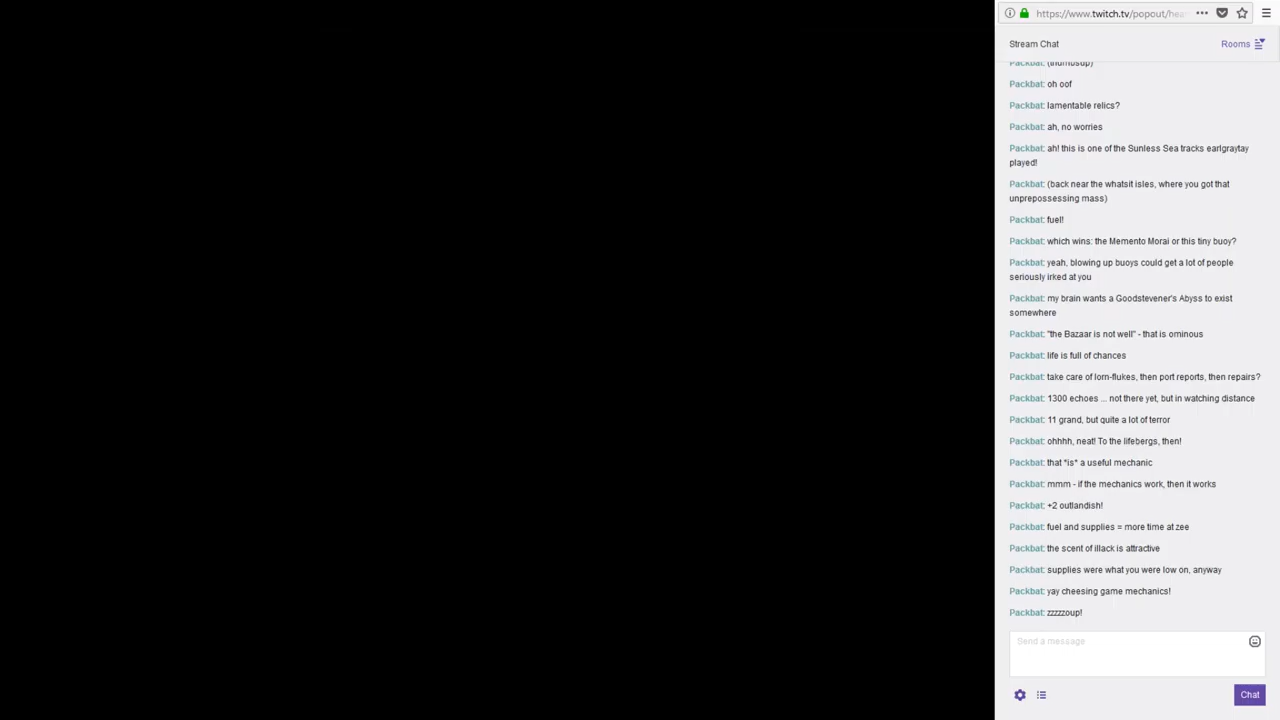 https://www.twitch.tv/popout/hea
Stream Chat
Rooms
Packbat: (thumbsup)
Packbat: oh oof
Packbat: lamentable relics?
Packbat: ah, no worries
Packbat: ah! this is one of the Sunless Sea tracks earlgraytay
played!
Packbat: (back near the whatsit isles, where you got that
unprepossessing mass)
Packbat: fuel!
Packbat: which wins: the Memento Morai or this tiny buoy?
Packbat: yeah, blowing up buoys could get a lot of people
seriously irked at you
Packbat: my brain wants a Goodstevener's Abyss to exist
somewhere
Packbat: "the Bazaar is not well" - that is ominous
Packbat: life is full of chances
Packbat: take care of lorn-flukes, then port reports, then repairs?
Packbat: 1300 echoes ... not there yet, but in watching distance
Packbat: 11 grand, but quite a lot of terror
Packbat: ohhhh, neat! To the lifebergs, then!
Packbat: that *is* a useful mechanic
Packbat: mmm - if the mechanics work, then it works
Packbat: +2 outlandish!
Packbat: fuel and supplies = more time at zee
Packbat: the scent of illack is attractive
Packbat: supplies were what you were low on, anyway
Packbat: yay cheesing game mechanics!
Packbat: zzzzzoup!
Send a message
Chat